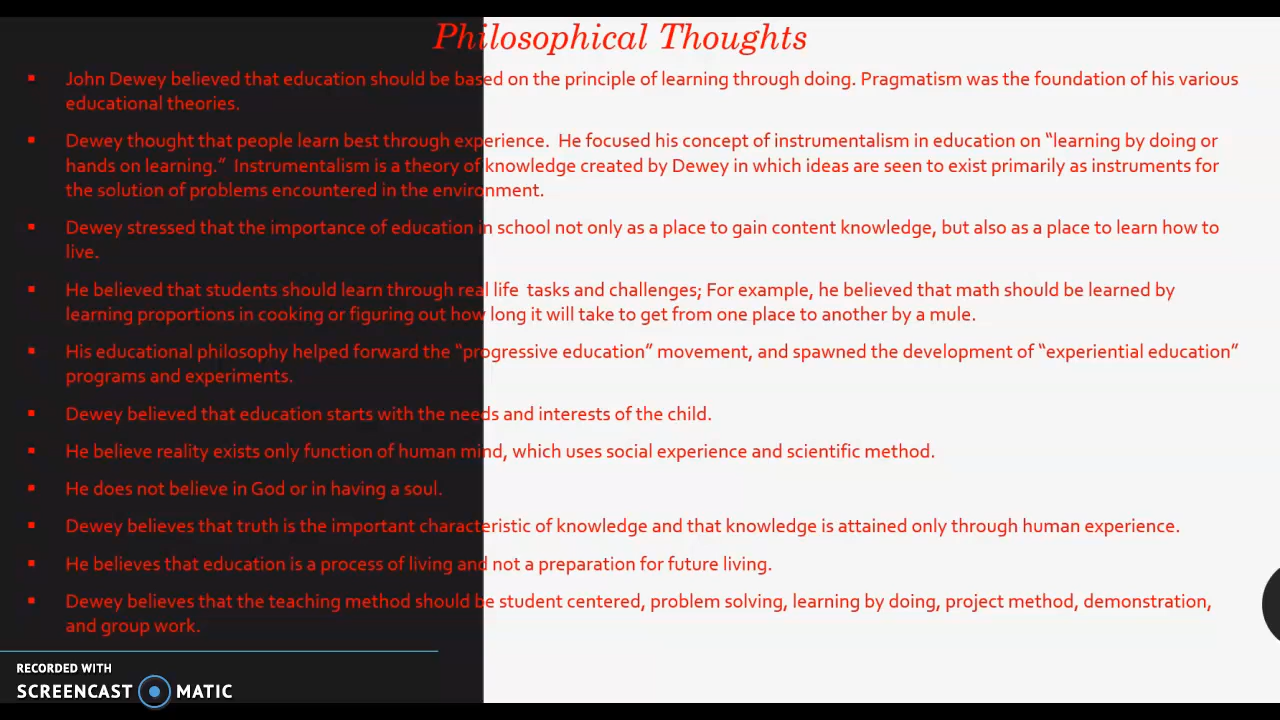 Philosophical Thoughts
▪ John Dewey believed that education should be based on the principle of learning through doing. Pragmatism was the foundation of his various
educational theories.
▪ Dewey thought that people learn best through experience.  He focused his concept of instrumentalism in education on “learning by doing or
hands on learning.”  Instrumentalism is a theory of knowledge created by Dewey in which ideas are seen to exist primarily as instruments for
the solution of problems encountered in the environment.
▪ Dewey stressed that the importance of education in school not only as a place to gain content knowledge, but also as a place to learn how to
live.
▪ He believed that students should learn through real life  tasks and challenges; For example, he believed that math should be learned by
learning proportions in cooking or figuring out how long it will take to get from one place to another by a mule.
▪ His educational philosophy helped forward the “progressive education” movement, and spawned the development of “experiential education”
programs and experiments.
▪ Dewey believed that education starts with the needs and interests of the child.
▪ He believe reality exists only function of human mind, which uses social experience and scientific method.
▪ He does not believe in God or in having a soul.
▪ Dewey believes that truth is the important characteristic of knowledge and that knowledge is attained only through human experience.
▪ He believes that education is a process of living and not a preparation for future living.
▪ Dewey believes that the teaching method should be student centered, problem solving, learning by doing, project method, demonstration,
and group work.
RECORDED WITH
SCREENCAST MATIC